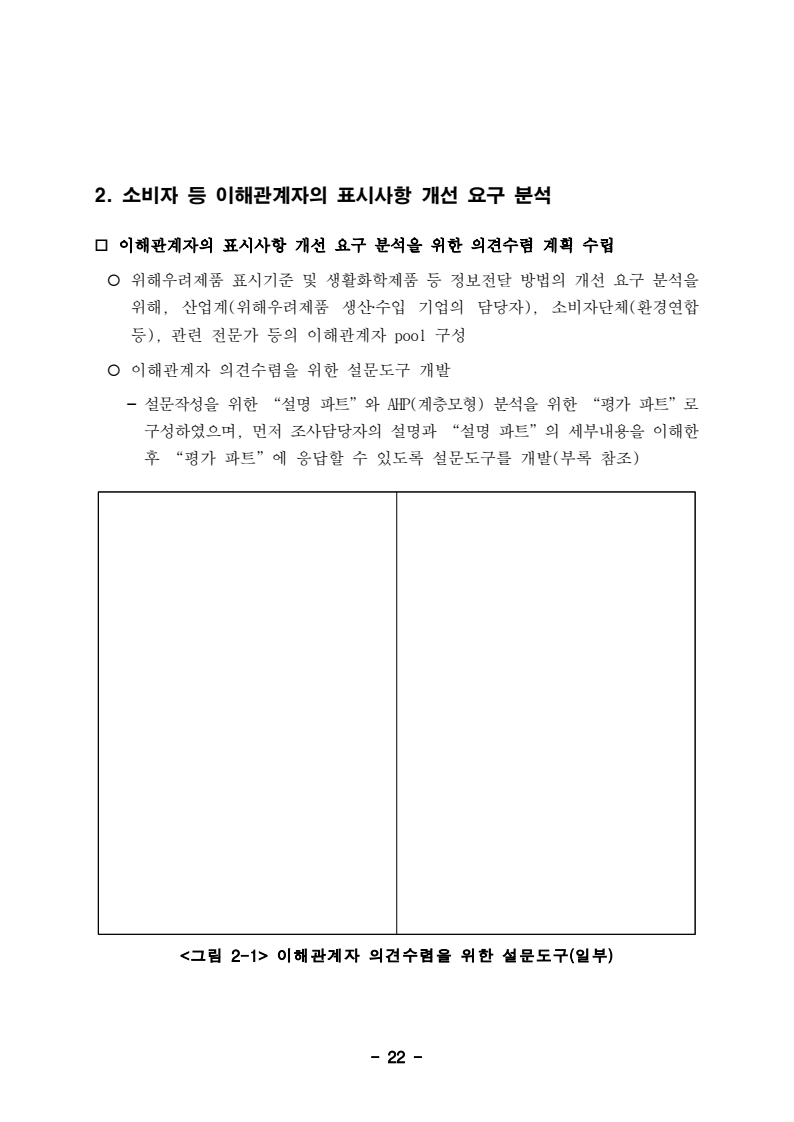 2. 소비자 등 이해관계자의 표시사항 개선 요구 분석
□ 이해관계자의 표시사항 개선 요구 분석을 위한 의견수렴 계획 수립
○ 위해우려제품 표시기준 및 생활화학제품 등 정보전달 방법의 개선 요구 분석을
위해, 산업계(위해우려제품 생산·수입 기업의 담당자), 소비자단체(환경연합
등), 관련 전문가 등의 이해관계자 pool 구성
○ 이해관계자 의견수렴을 위한 설문도구 개발
- 설문작성을 위한 “설명 파트”와 AHP(계층모형) 분석을 위한 “평가 파트”로
구성하였으며, 먼저 조사담당자의 설명과 “설명 파트”의 세부내용을 이해한
후 “평가 파트”에 응답할 수 있도록 설문도구를 개발(부록 참조)
<그림 2-1> 이해관계자 의견수렴을 위한 설문도구(일부)
- 22 -